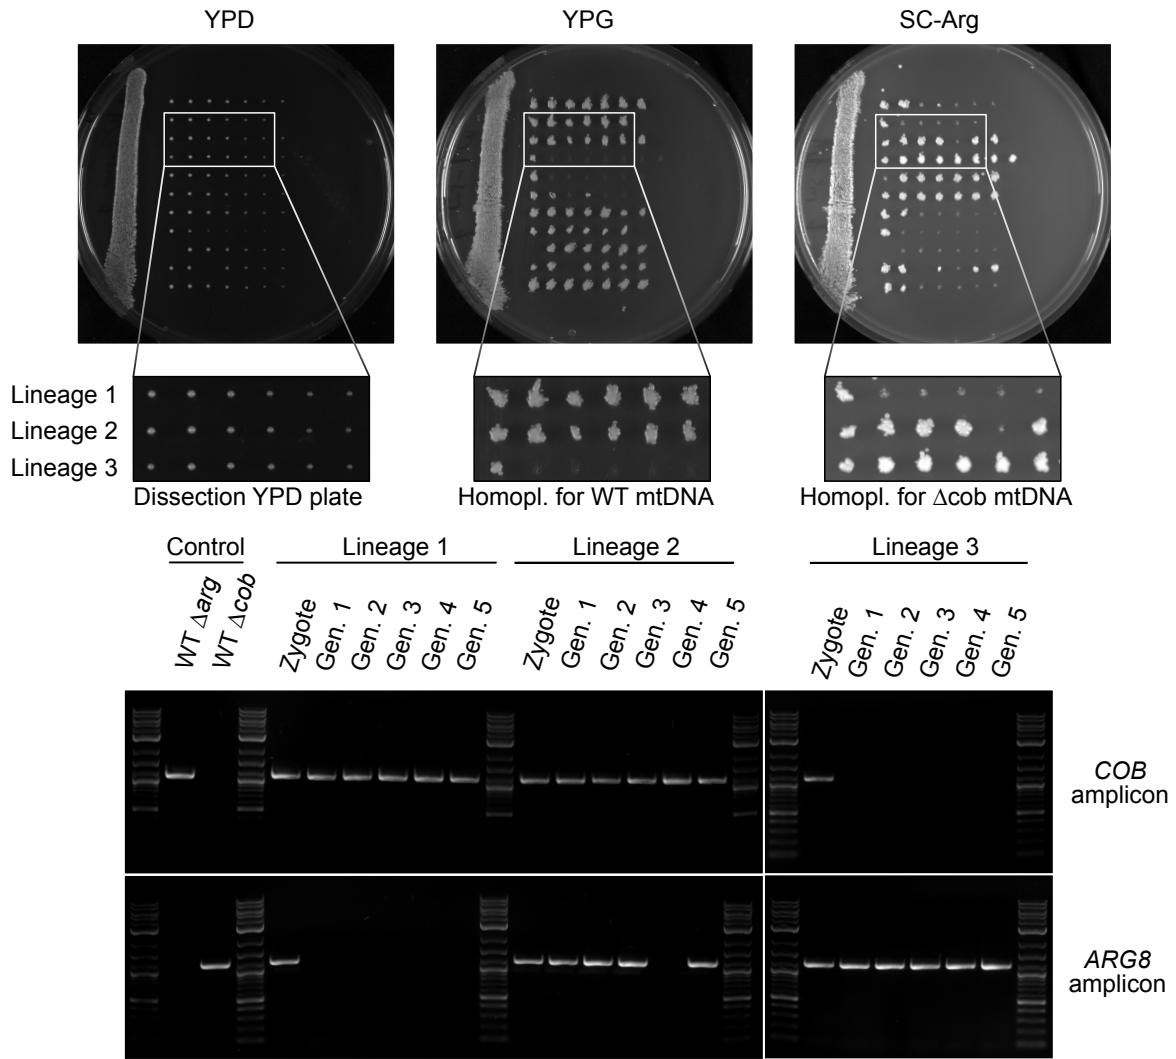 YPD YPG SC-Arg
Lineage 1
Lineage 2
Lineage 3
Dissection YPD plate Homopl. for WT mtDNA Homopl. for Δcob mtDNA
Control Lineage 1 Lineage 2 Lineage 3
WT Δarg WT Δcob Zygote Gen. 1 Gen. 2 Gen. 3 Gen. 4 Gen. 5 Zygote Gen. 1 Gen. 2 Gen. 3 Gen. 4 Gen. 5 Zygote Gen. 1 Gen. 2 Gen. 3 Gen. 4 Gen. 5
COB
amplicon
ARG8
amplicon